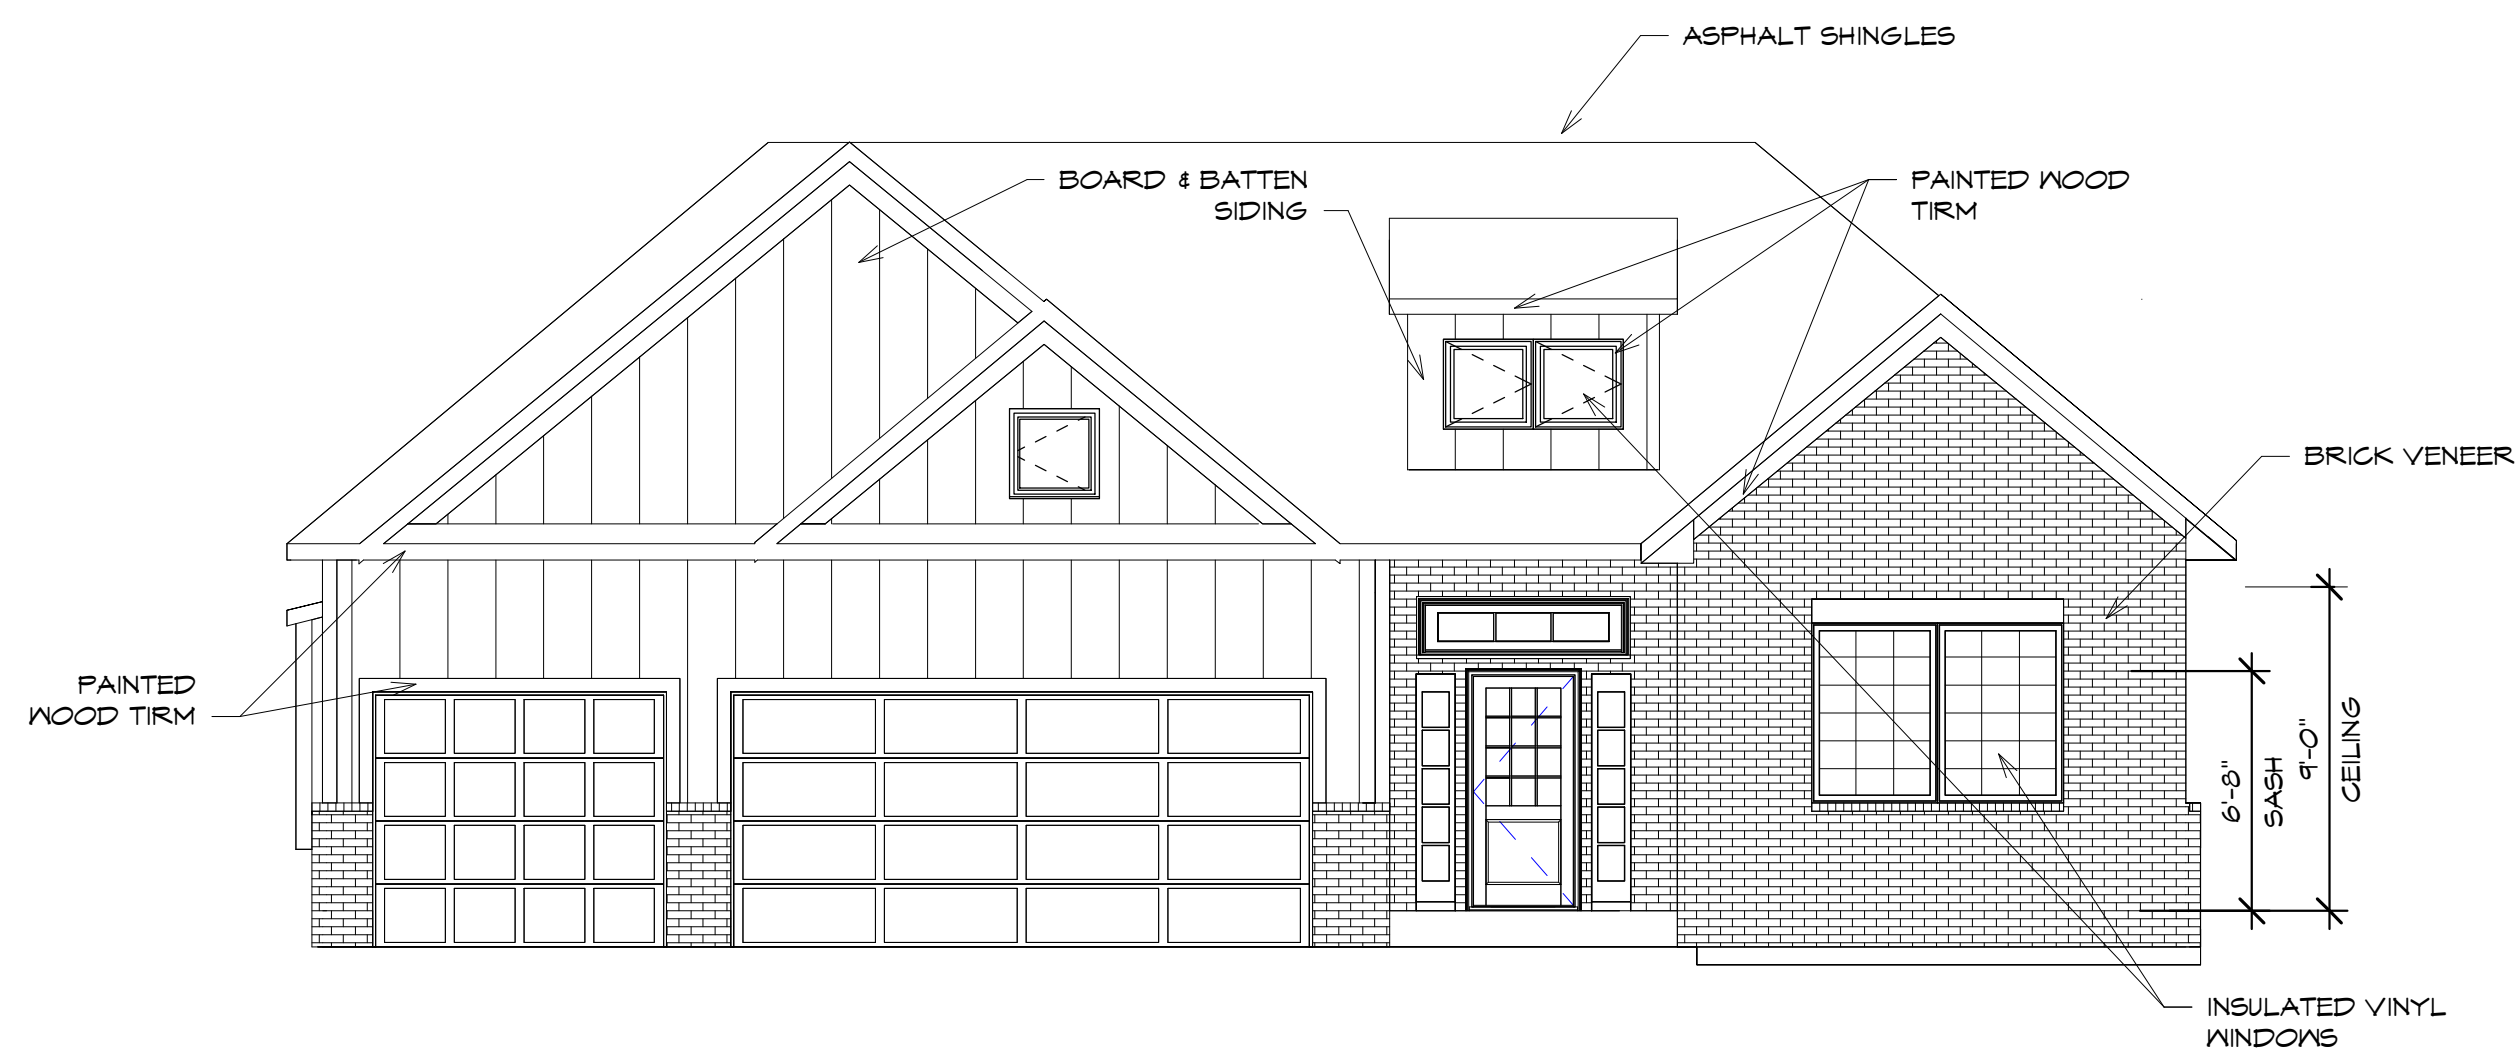 ASPHALT SHINGLES
BOARD & BATTEN
SIDING
PAINTED WOOD
TIRM
BRICK VENEER
PAINTED
WOOD TIRM
6'-8"
SASH
9'-0"
CEILING
INSULATED VINYL
WINDOWS